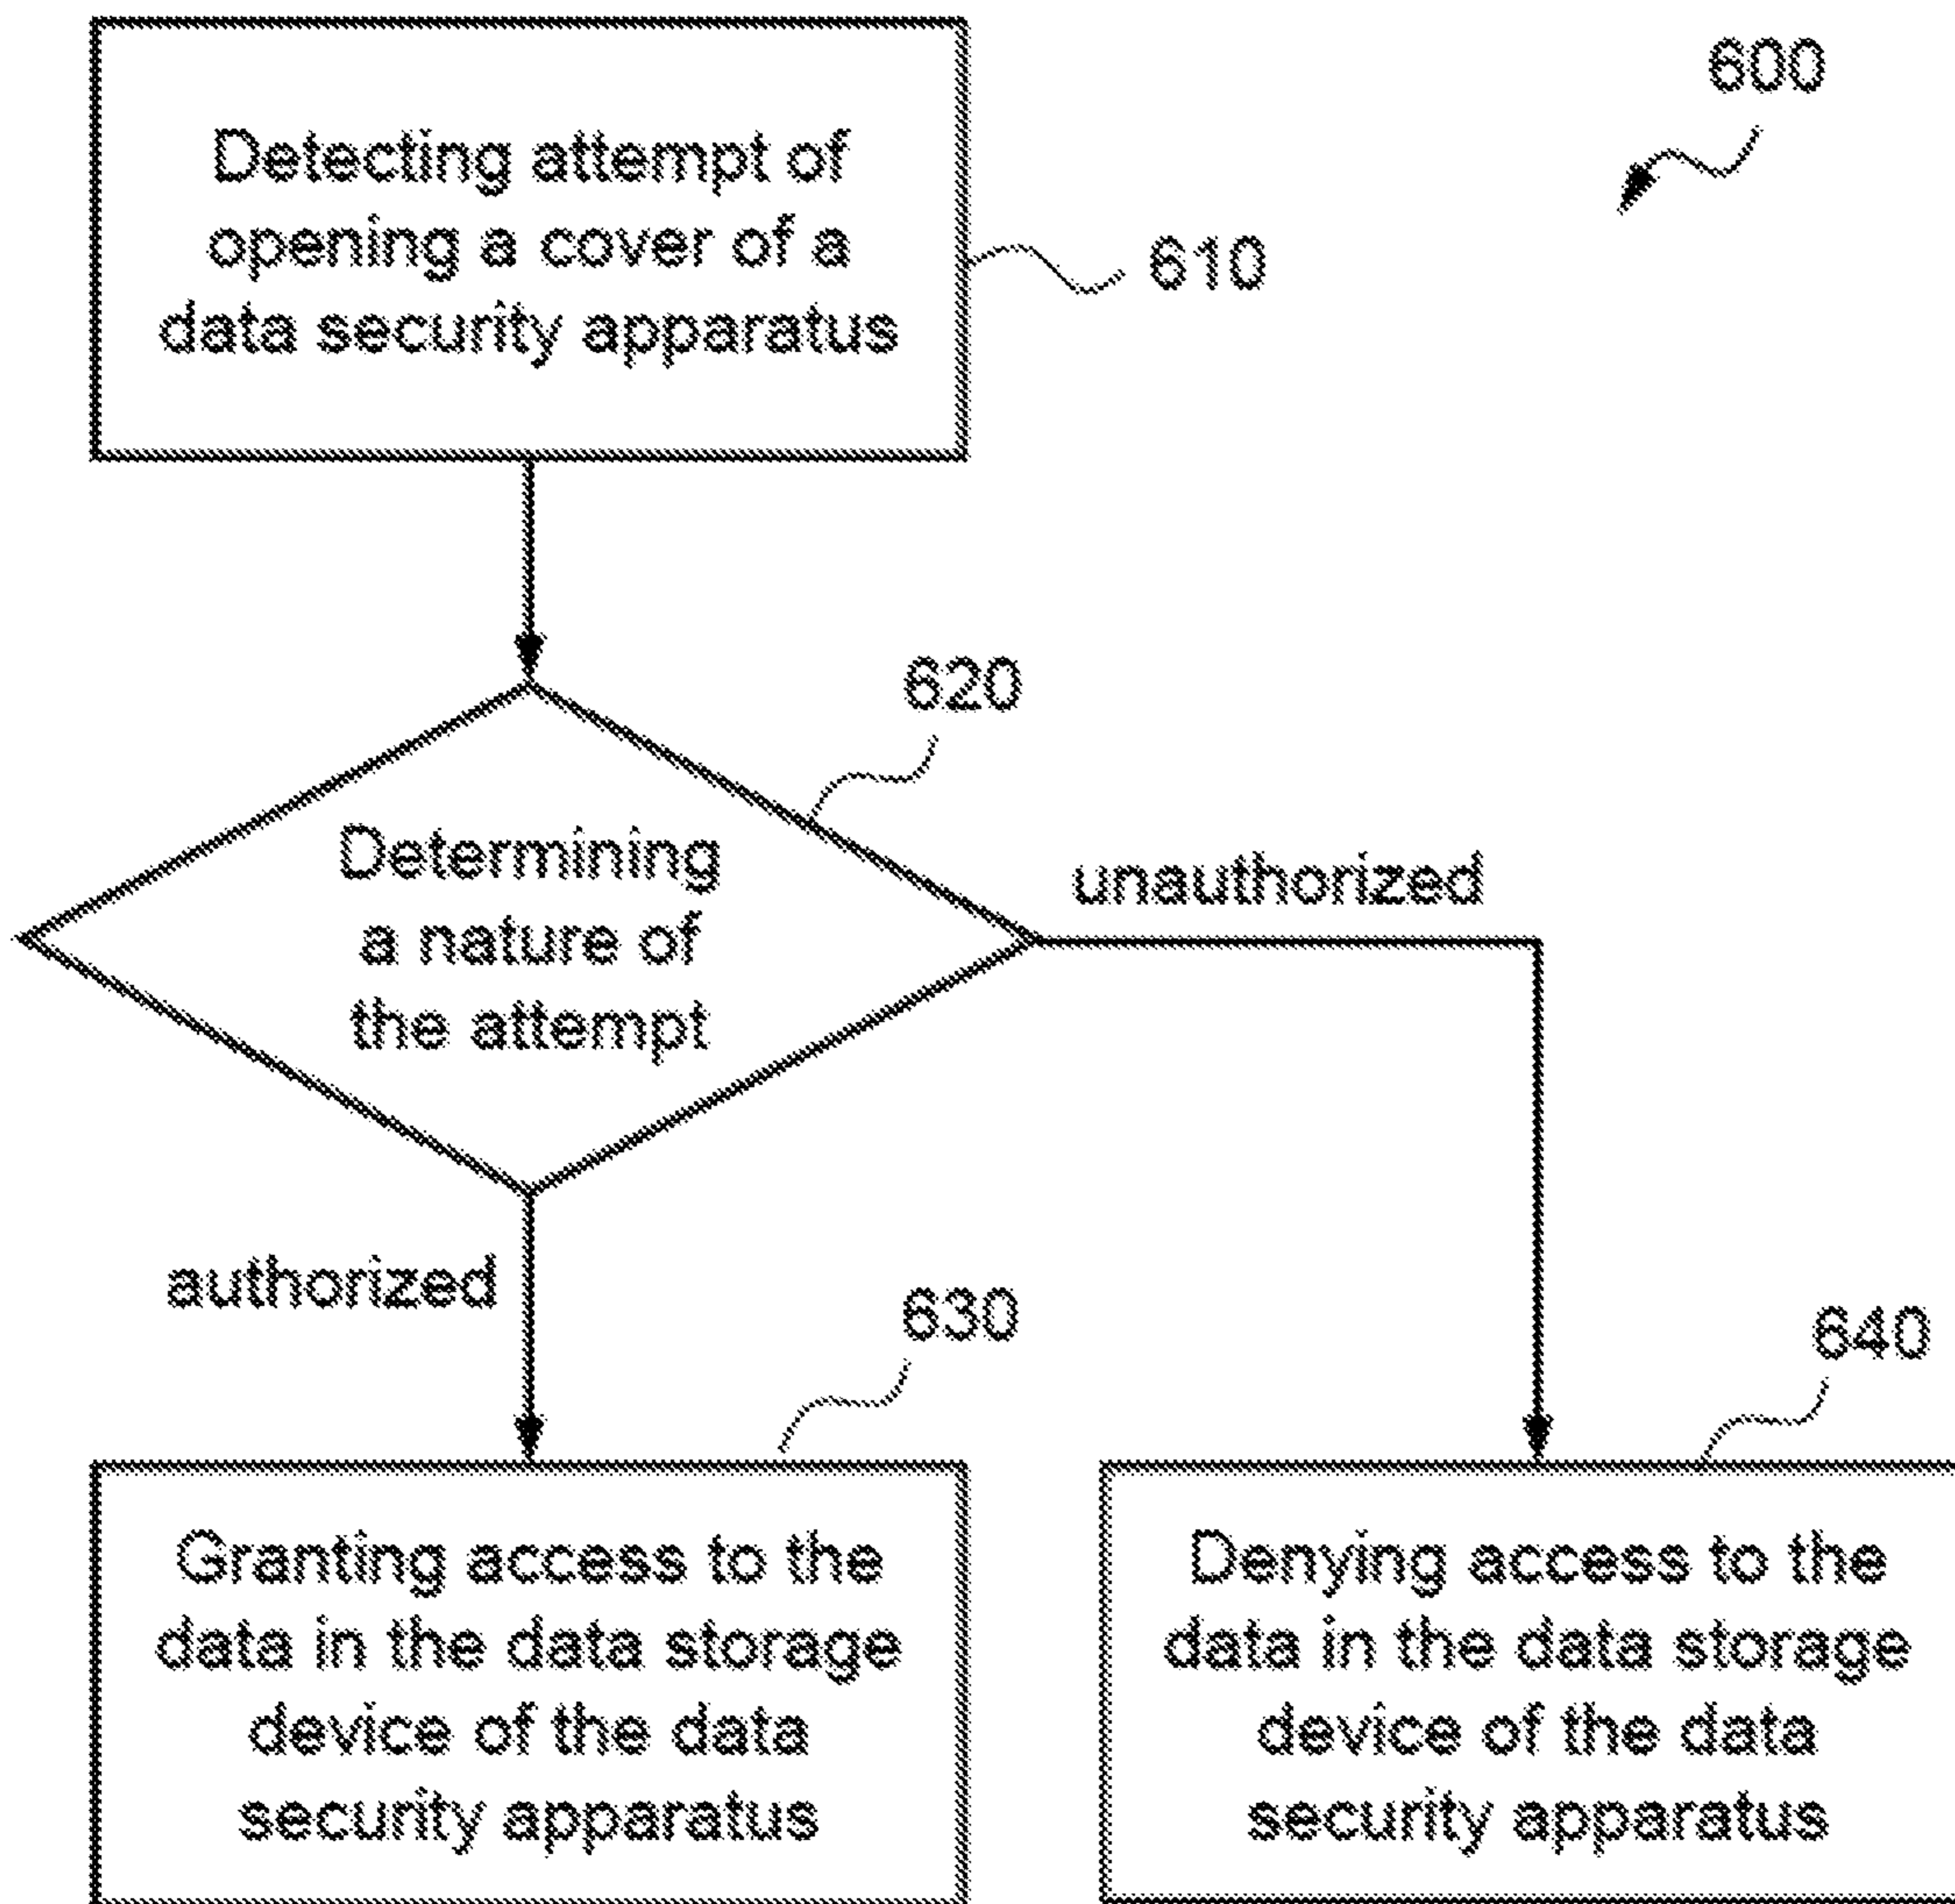 600
Detecting attempt of
opening a cover of a
data security apparatus
610
620
Determining
a nature of
the attempt
unauthorized
authorized
630
640
Granting access to the
data in the data storage
device of the data
security apparatus
Denying access to the
data in the data storage
device of the data
security apparatus